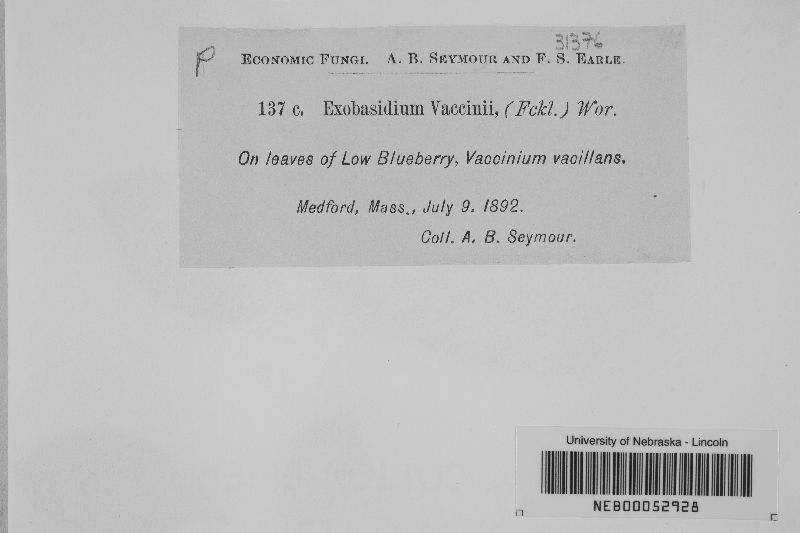 31376
P Economic Fungi. A. B. Seymour and F. S. Earle.
137 c. Exobasidium Vaccinii, (Fckl.) Wor.
On leaves of Low Blueberry, Vaccinium vacillans.
Medford, Mass., July 9. 1892.
Coll. A. B. Seymour.
University of Nebraska - Lincoln
NEB00052928